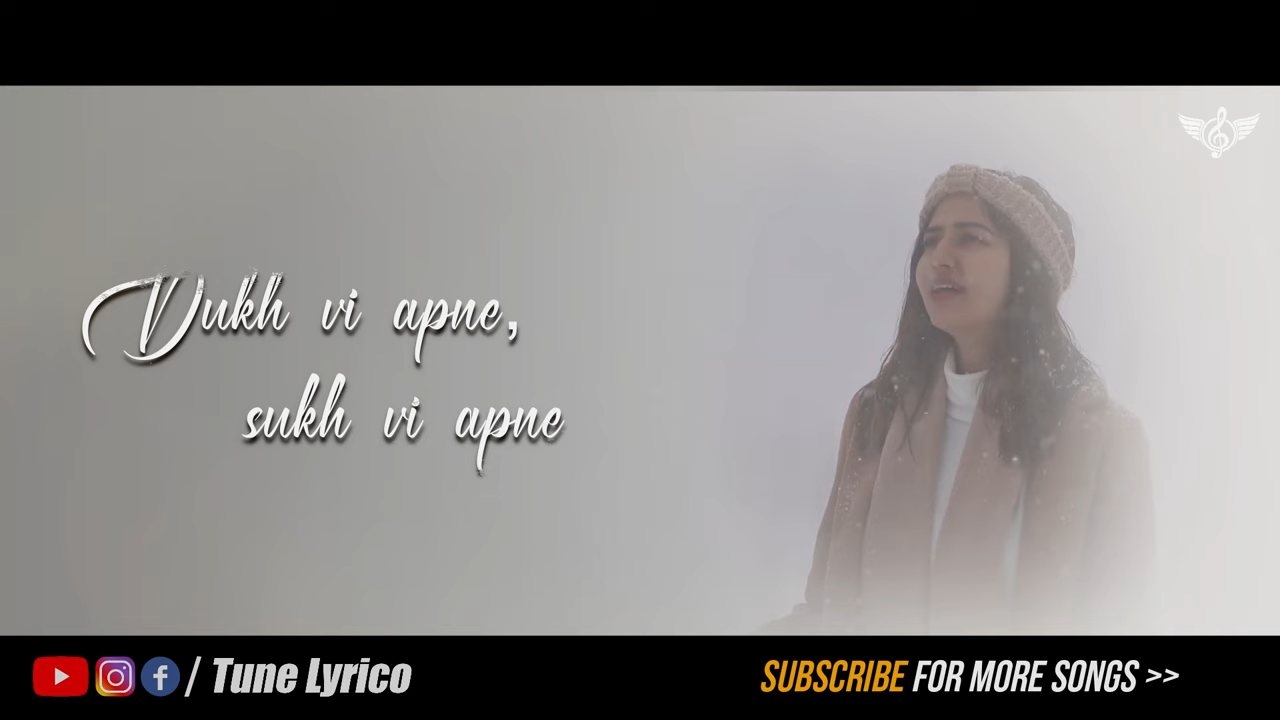 Dukh vi apne,
sukh vi apne
/ Tune Lyrico
SUBSCRIBE FOR MORE SONGS >>